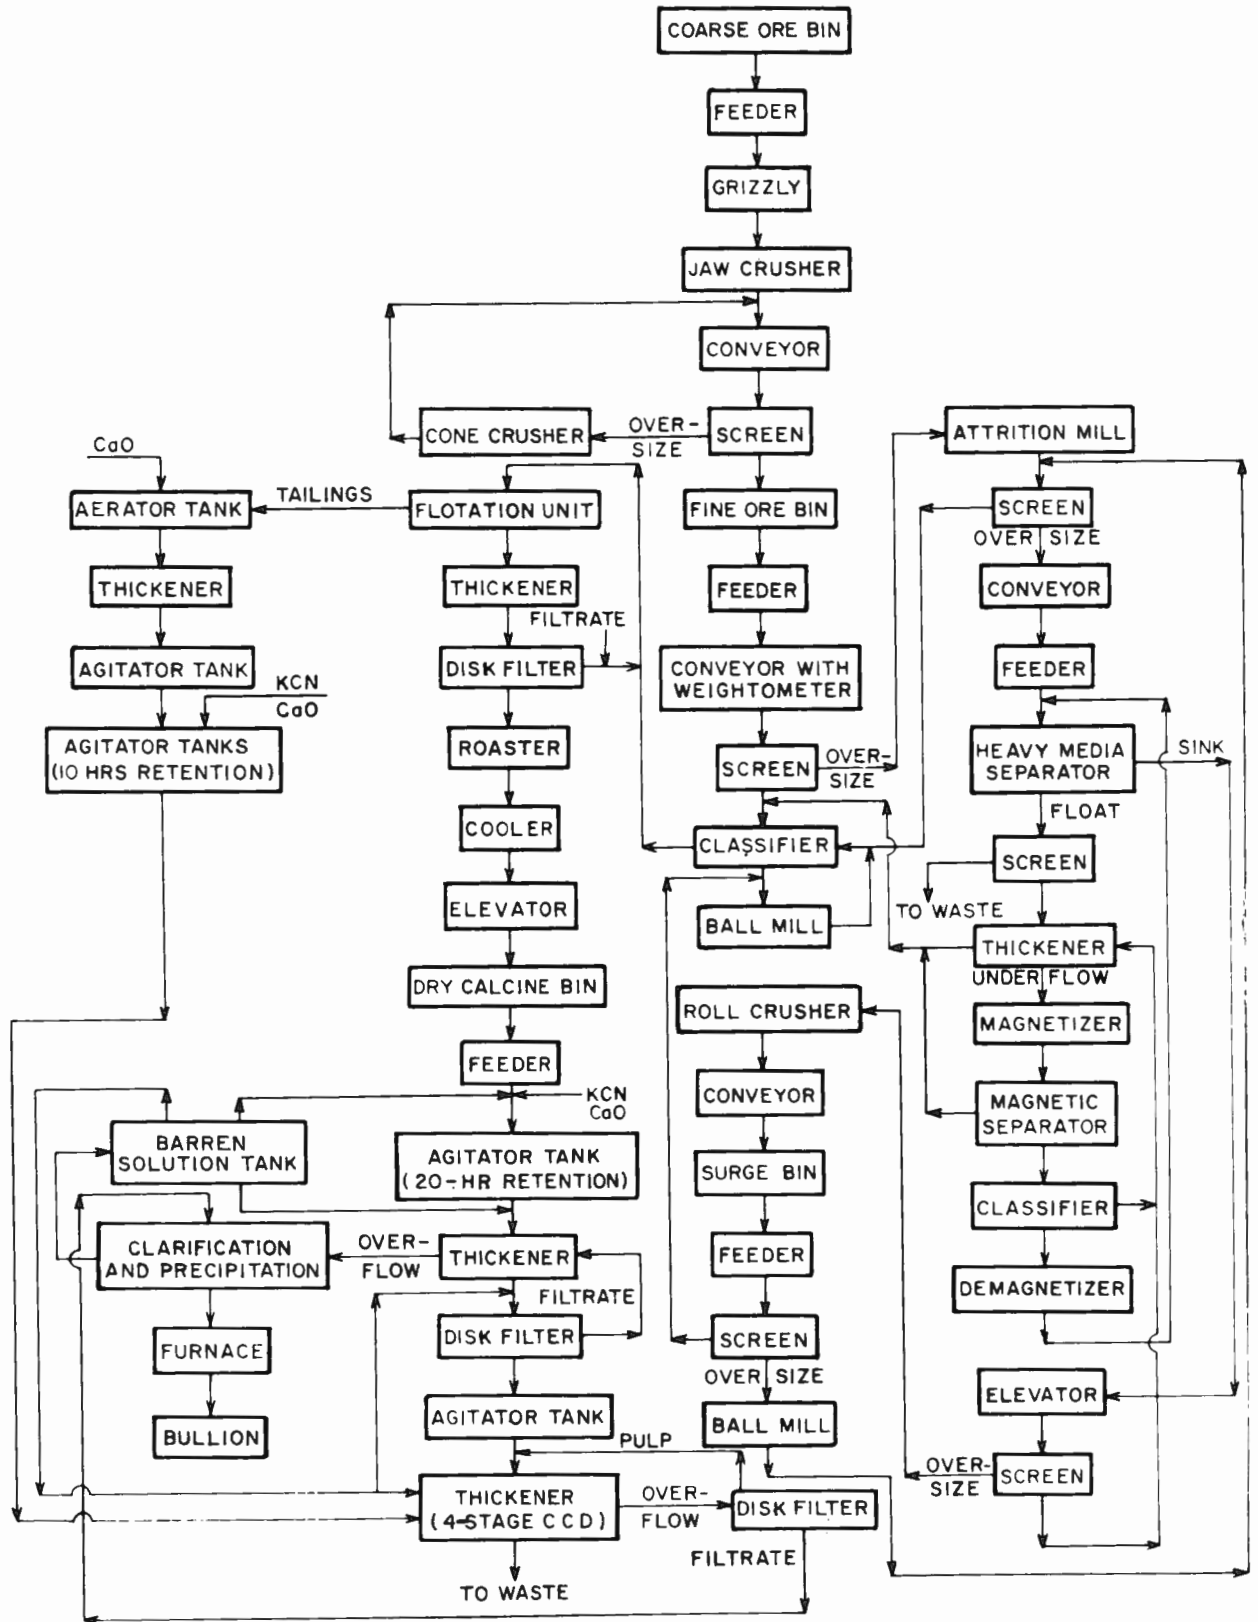 COARSE ORE BIN
FEEDER
GRIZZLY
JAW CRUSHER
CONVEYOR
CONE CRUSHER
OVER-
SIZE
SCREEN
ATTRITION MILL
CaO
AERATOR TANK
TAILINGS
FLOTATION UNIT
FINE ORE BIN
SCREEN
OVER SIZE
THICKENER
THICKENER
FEEDER
CONVEYOR
FILTRATE
AGITATOR TANK
DISK FILTER
CONVEYOR WITH
WEIGHTOMETER
FEEDER
KCN
CaO
AGITATOR TANKS
(10 HRS RETENTION)
ROASTER
SCREEN
OVER-
SIZE
HEAVY MEDIA
SEPARATOR
SINK
FLOAT
COOLER
CLASSIFIER
SCREEN
ELEVATOR
BALL MILL
TO WASTE
THICKENER
UNDER FLOW
DRY CALCINE BIN
ROLL CRUSHER
MAGNETIZER
FEEDER
KCN
CaO
CONVEYOR
MAGNETIC
SEPARATOR
BARREN
SOLUTION TANK
AGITATOR TANK
(20-HR RETENTION)
SURGE BIN
CLASSIFIER
CLARIFICATION
AND PRECIPITATION
OVER-
FLOW
THICKENER
FEEDER
DEMAGNETIZER
FILTRATE
FURNACE
DISK FILTER
SCREEN
OVER SIZE
ELEVATOR
BULLION
AGITATOR TANK
BALL MILL
PULP
OVER-
SIZE
SCREEN
THICKENER
(4-STAGE CCD)
OVER-
FLOW
DISK FILTER
FILTRATE
TO WASTE